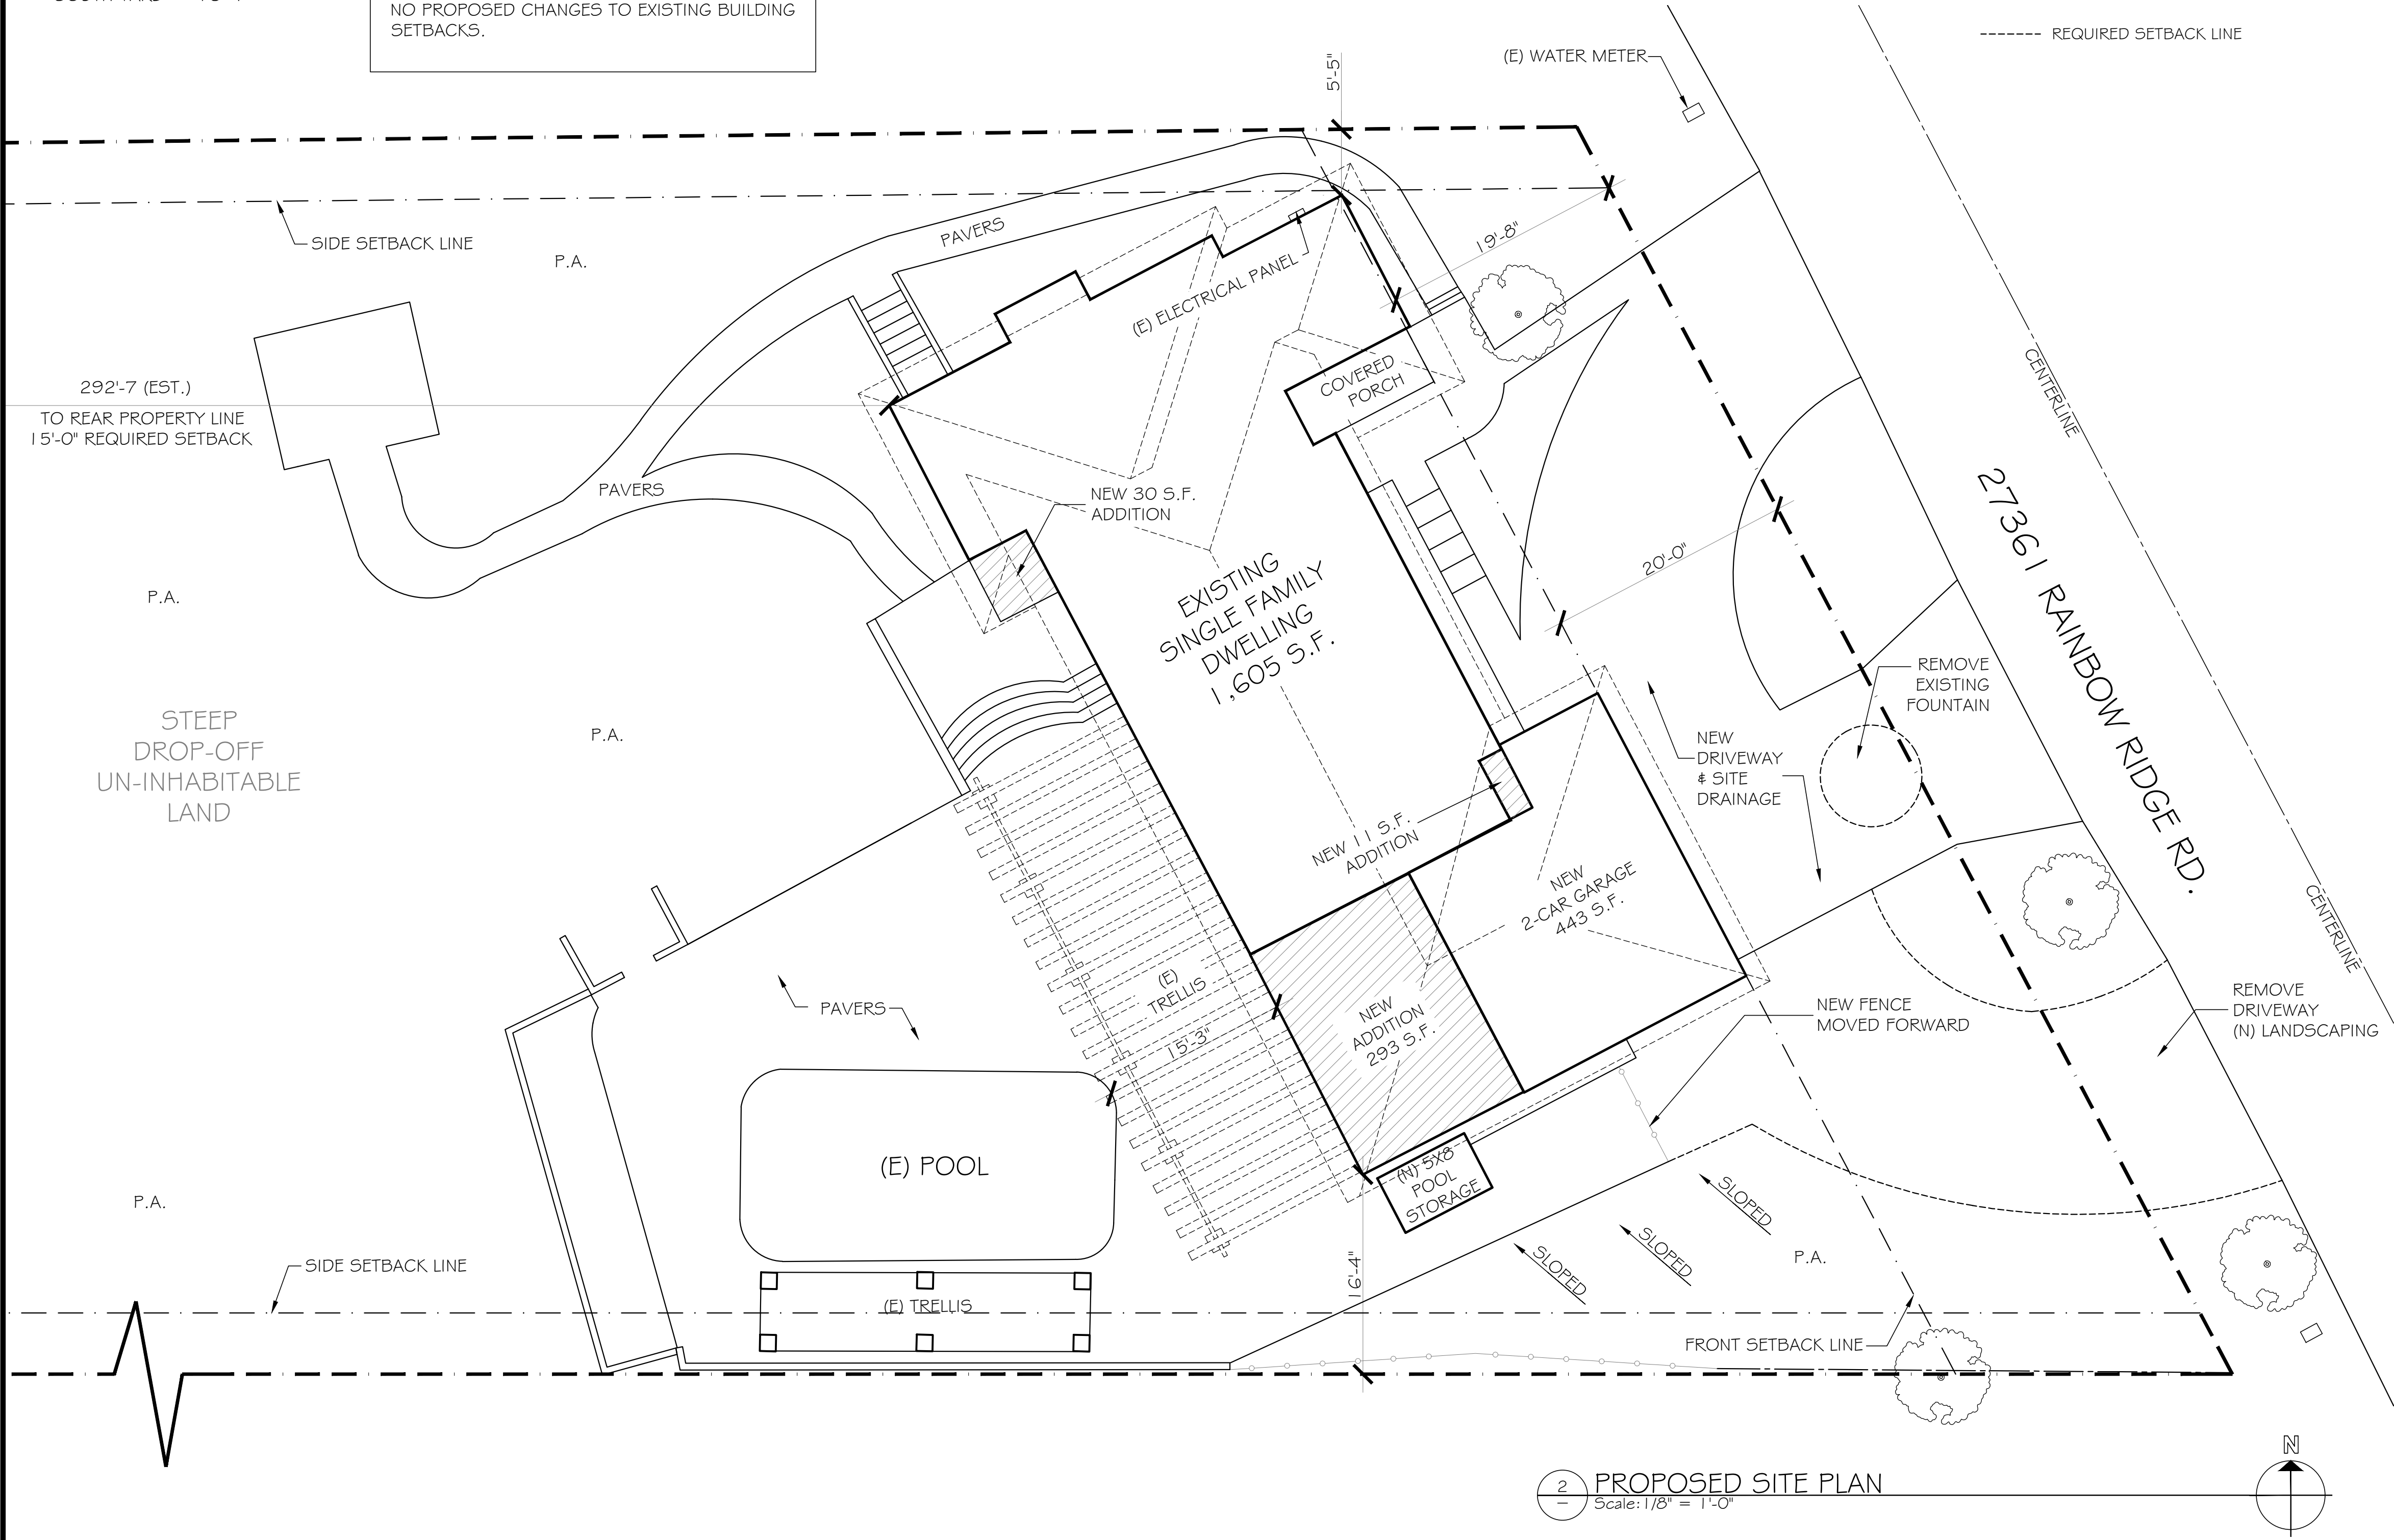 NO PROPOSED CHANGES TO EXISTING BUILDING
SETBACKS.
5'-5"
(E) WATER METER
REQUIRED SETBACK LINE
SIDE SETBACK LINE
P.A.
PAVERS
(E) ELECTRICAL PANEL
19'-8"
COVERED
PORCH
CENTERLINE
292'-7 (EST.)
TO REAR PROPERTY LINE
15'-0" REQUIRED SETBACK
PAVERS
NEW 30 S.F.
ADDITION
20'-0"
27361 RAINBOW RIDGE RD.
P.A.
EXISTING
SINGLE FAMILY
DWELLING
1,605 S.F.
REMOVE
EXISTING
FOUNTAIN
STEEP
DROP-OFF
UN-INHABITABLE
LAND
P.A.
NEW
DRIVEWAY
& SITE
DRAINAGE
NEW 11 S.F.
ADDITION
NEW
2-CAR GARAGE
443 S.F.
CENTERLINE
PAVERS
(E)
TRELLIS
15'-3"
NEW
ADDITION
293 S.F.
NEW FENCE
MOVED FORWARD
REMOVE
DRIVEWAY
(N) LANDSCAPING
(E) POOL
(N) 5X8
POOL
STORAGE
P.A.
SLOPED
SLOPED
SLOPED
P.A.
SIDE SETBACK LINE
16'-4"
(E) TRELLIS
FRONT SETBACK LINE
N
2
PROPOSED SITE PLAN
Scale: 1/8" = 1'-0"